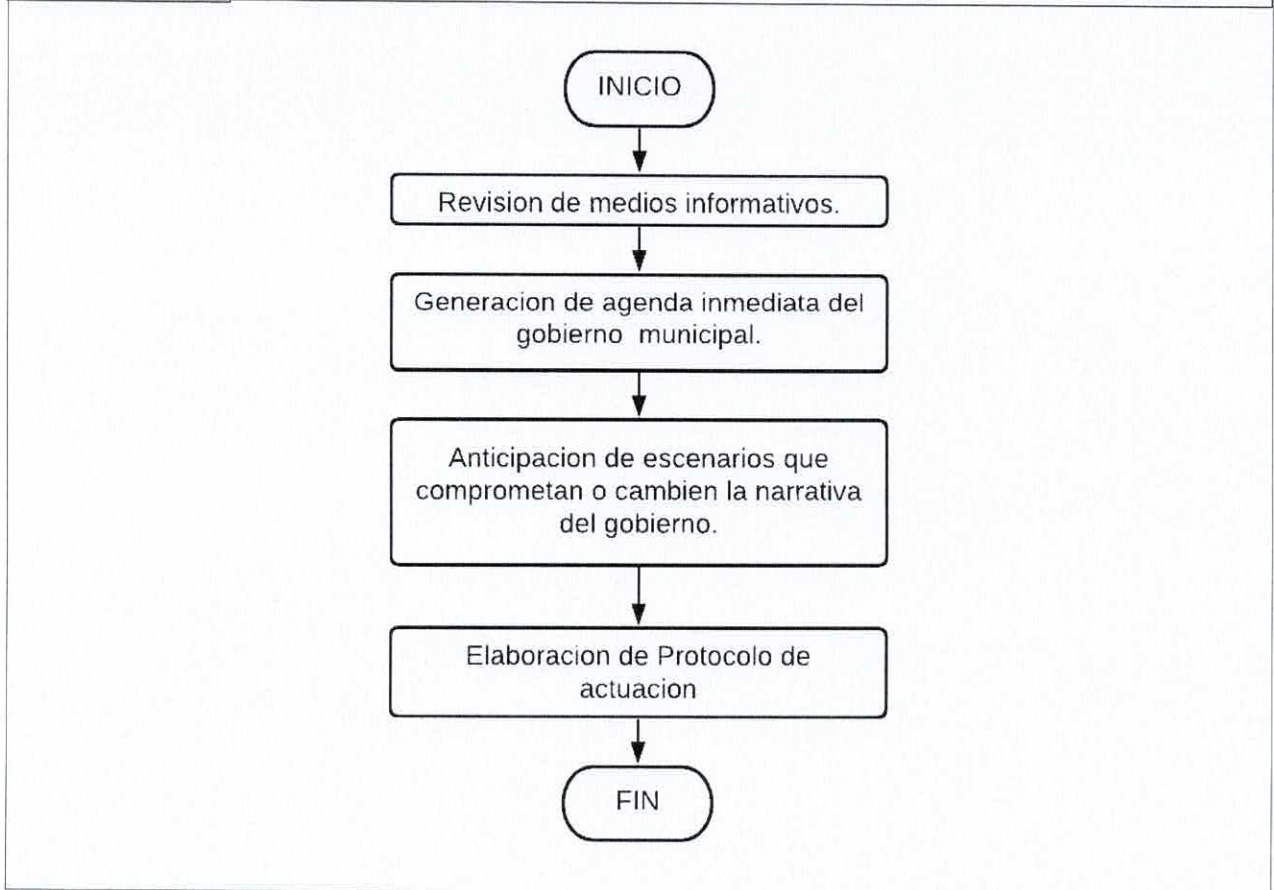 INICIO
Revision de medios informativos.
Generacion de agenda inmediata del
gobierno municipal.
Anticipacion de escenarios que
comprometan o cambien la narrativa
del gobierno.
Elaboracion de Protocolo de
actuacion
FIN